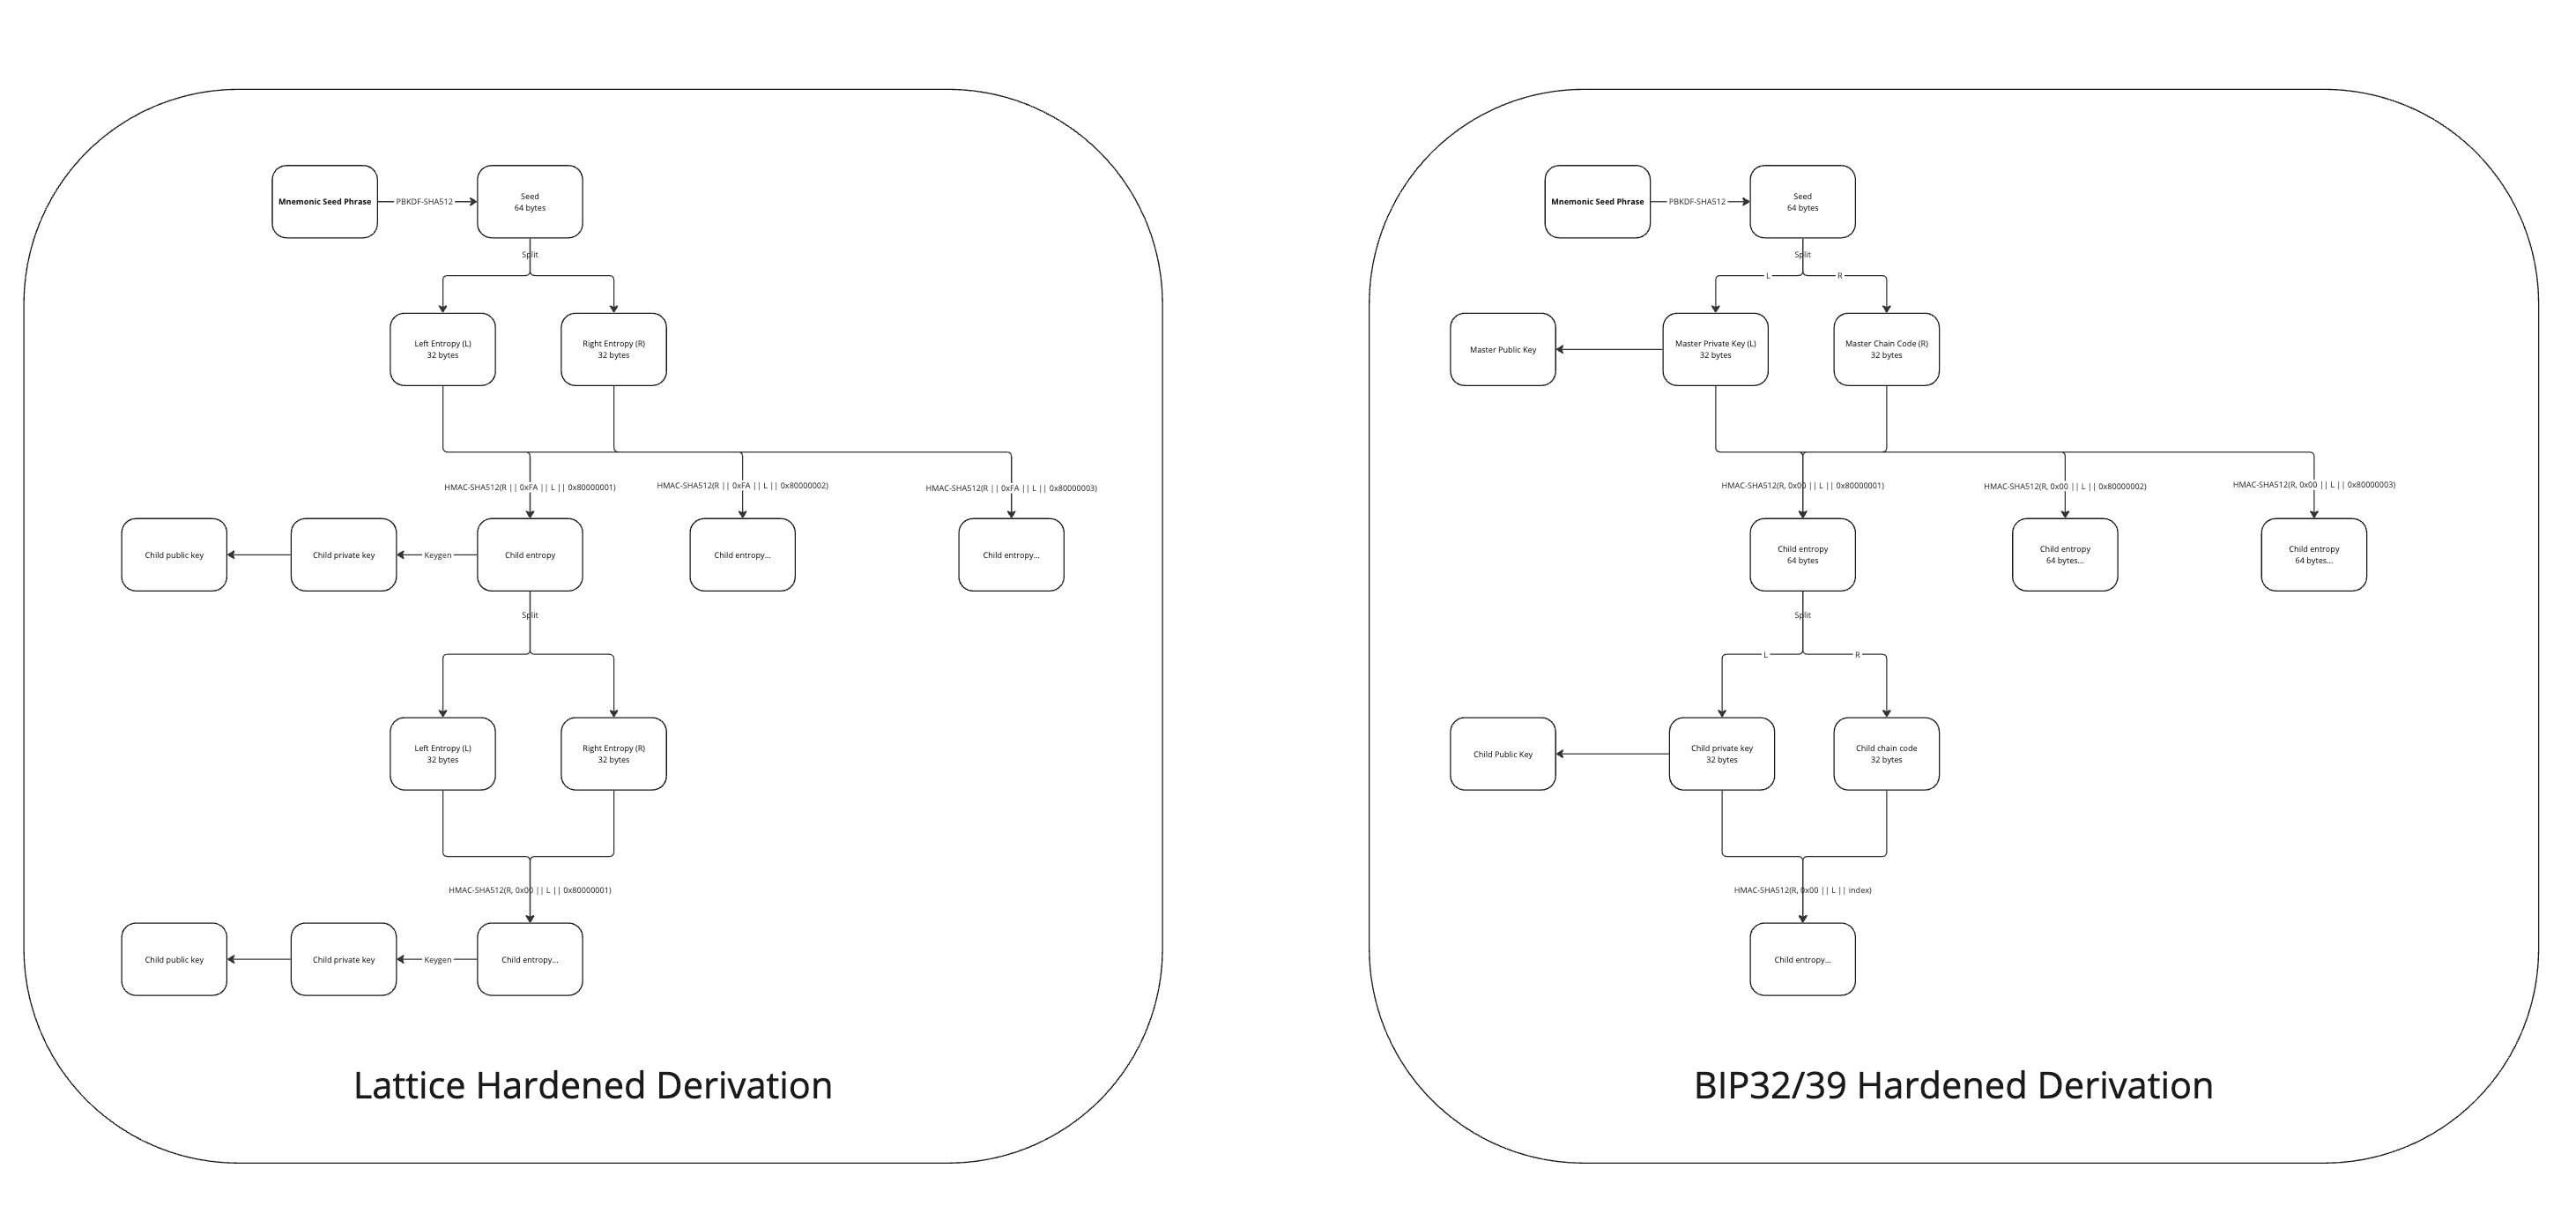 Mnemonic Seed Phrase
PBKDF-SHA512
Seed
64 bytes
Split
Left Entropy (L)
32 bytes
Right Entropy (R)
32 bytes
HMAC-SHA512(R || 0xFA || L || 0x80000001)
HMAC-SHA512(R || 0xFA || L || 0x80000002)
HMAC-SHA512(R || 0xFA || L || 0x80000003)
Child public key
Child private key
Keygen
Child entropy
Child entropy...
Child entropy...
Split
Left Entropy (L)
32 bytes
Right Entropy (R)
32 bytes
HMAC-SHA512(R, 0x00 || L || 0x80000001)
Child public key
Child private key
Keygen
Child entropy...
Lattice Hardened Derivation
Mnemonic Seed Phrase
PBKDF-SHA512
Seed
64 bytes
Split
L
R
Master Public Key
Master Private Key (L)
32 bytes
Master Chain Code (R)
32 bytes
HMAC-SHA512(R, 0x00 || L || 0x80000001)
HMAC-SHA512(R, 0x00 || L || 0x80000002)
HMAC-SHA512(R, 0x00 || L || 0x80000003)
Child entropy
64 bytes
Child entropy
64 bytes...
Child entropy
64 bytes...
Split
L
R
Child Public Key
Child private key
32 bytes
Child chain code
32 bytes
HMAC-SHA512(R, 0x00 || L || index)
Child entropy...
BIP32/39 Hardened Derivation